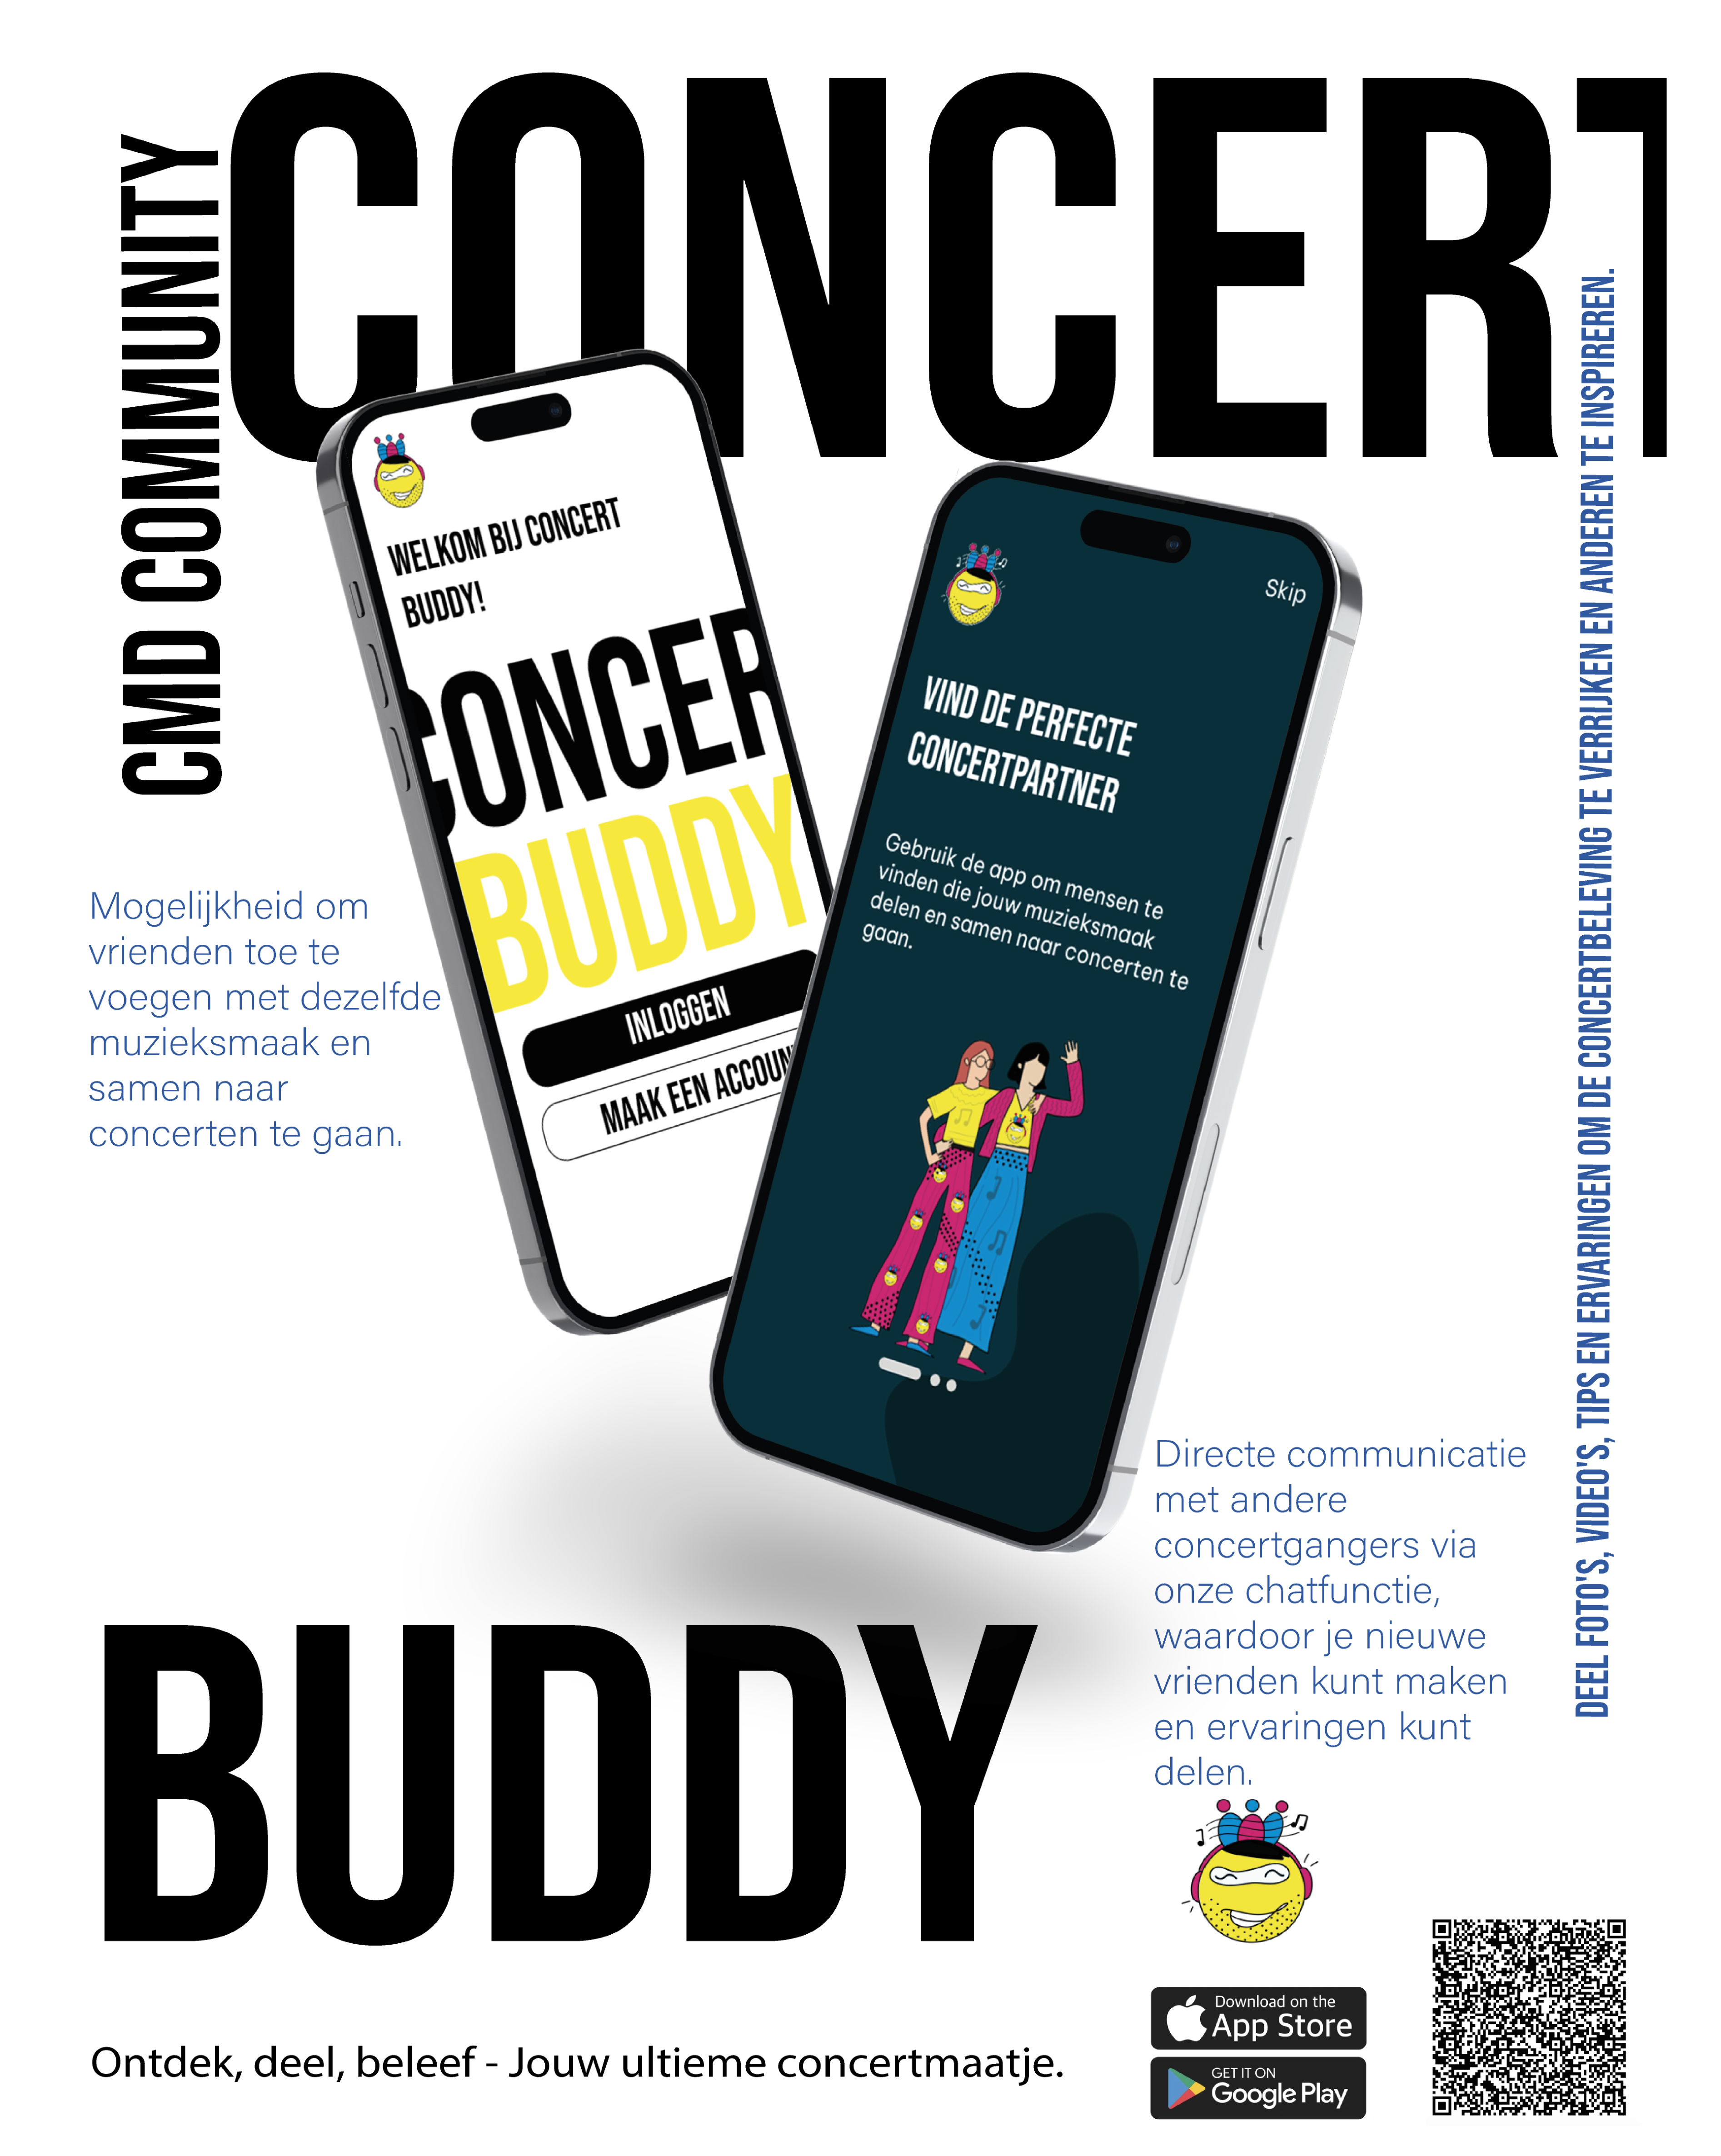 CONCERT
CMD COMMUNITY
WELKOM BIJ CONCERT
BUDDY!
CONCER
BUDDY
INLOGGEN
MAAK EEN ACCOUN
Skip
VIND DE PERFECTE
CONCERTPARTNER
Gebruik de app om mensen te
vinden die jouw muzieksmaak
delen en samen naar concerten te
gaan.
Mogelijkheid om
vrienden toe te
voegen met dezelfde
muzieksmaak en
samen naar
concerten te gaan.
DEEL FOTO'S, VIDEO'S, TIPS EN ERVARINGEN OM DE CONCERTBELEVING TE VERRIJKEN EN ANDEREN TE INSPIREREN.
Directe communicatie
met andere
concertgangers via
onze chatfunctie,
waardoor je nieuwe
vrienden kunt maken
en ervaringen kunt
delen.
BUDDY
Ontdek, deel, beleef - Jouw ultieme concertmaatje.
Download on the
App Store
GET IT ON
Google Play